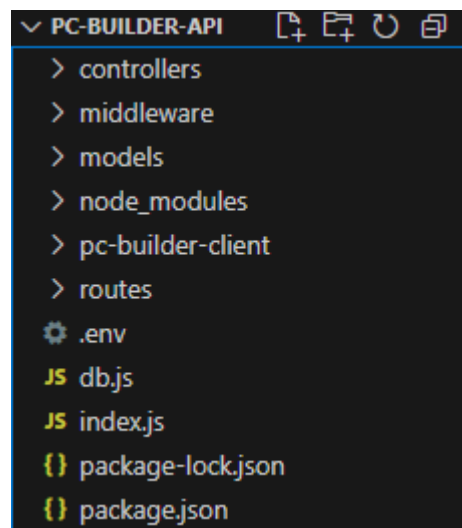 PC-BUILDER-API
controllers
middleware
models
node_modules
pc-builder-client
routes
.env
JS db.js
JS index.js
{} package-lock.json
{} package.json